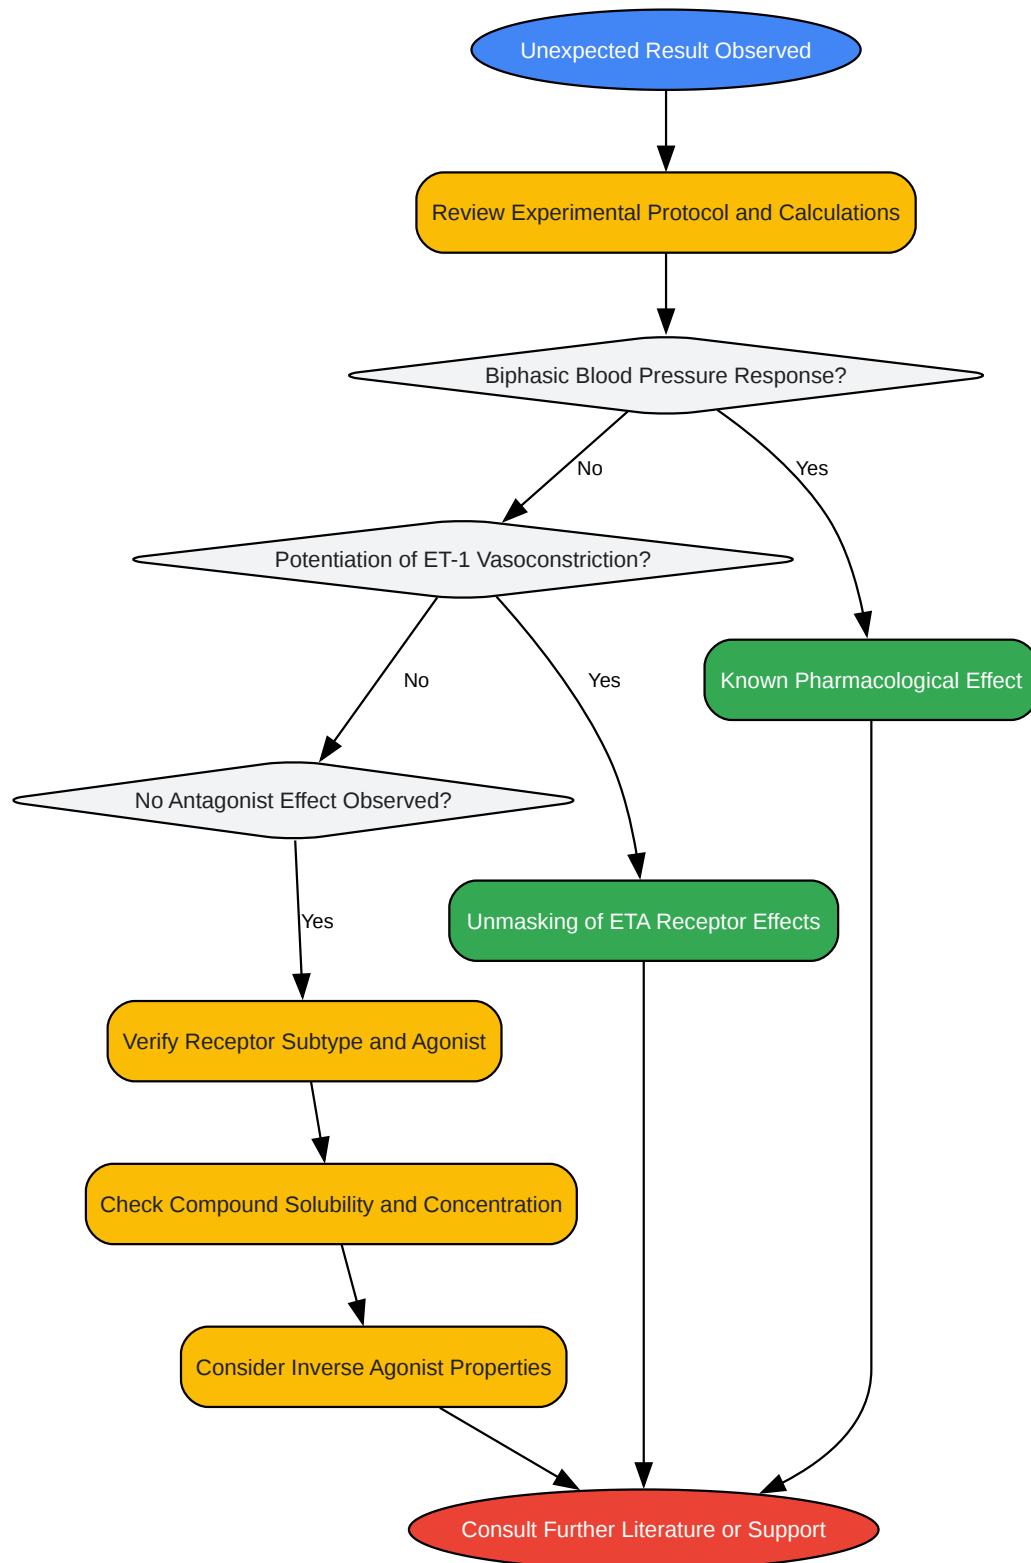 Unexpected Result Observed
Review Experimental Protocol and Calculations
Biphasic Blood Pressure Response?
No
Yes
Potentiation of ET-1 Vasoconstriction?
No
Yes
Known Pharmacological Effect
No Antagonist Effect Observed?
Yes
Unmasking of ETA Receptor Effects
Verify Receptor Subtype and Agonist
Check Compound Solubility and Concentration
Consider Inverse Agonist Properties
Consult Further Literature or Support